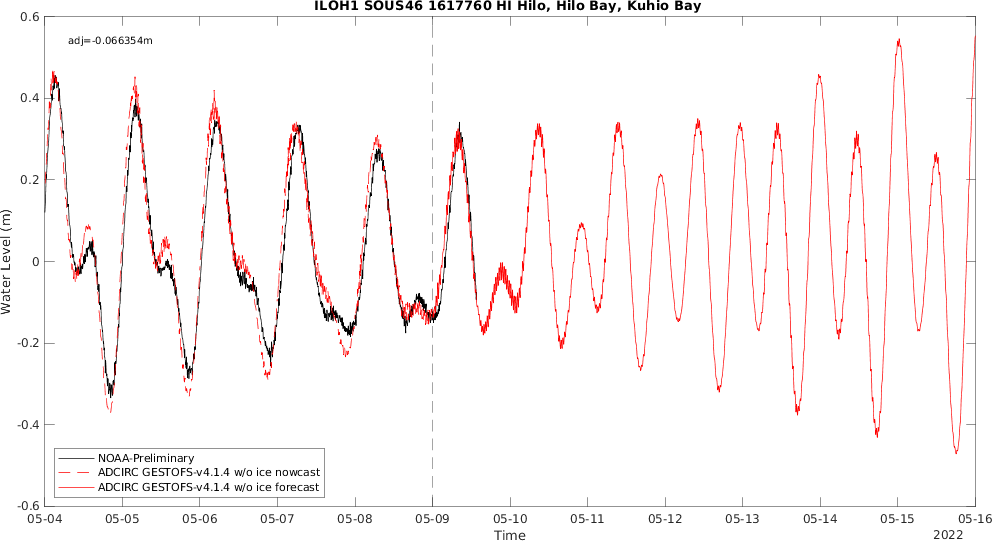 ILOH1 SOUS46 1617760 HI Hilo, Hilo Bay, Kuhio Bay
adj=-0.066354m
0.6
0.4
0.2
0
-0.2
-0.4
-0.6
Water Level (m)
NOAA-Preliminary
ADCIRC GESTOFS-v4.1.4 w/o ice nowcast
ADCIRC GESTOFS-v4.1.4 w/o ice forecast
05-04 05-05 05-06 05-07 05-08 05-09 05-10 05-11 05-12 05-13 05-14 05-15 05-16
Time
2022